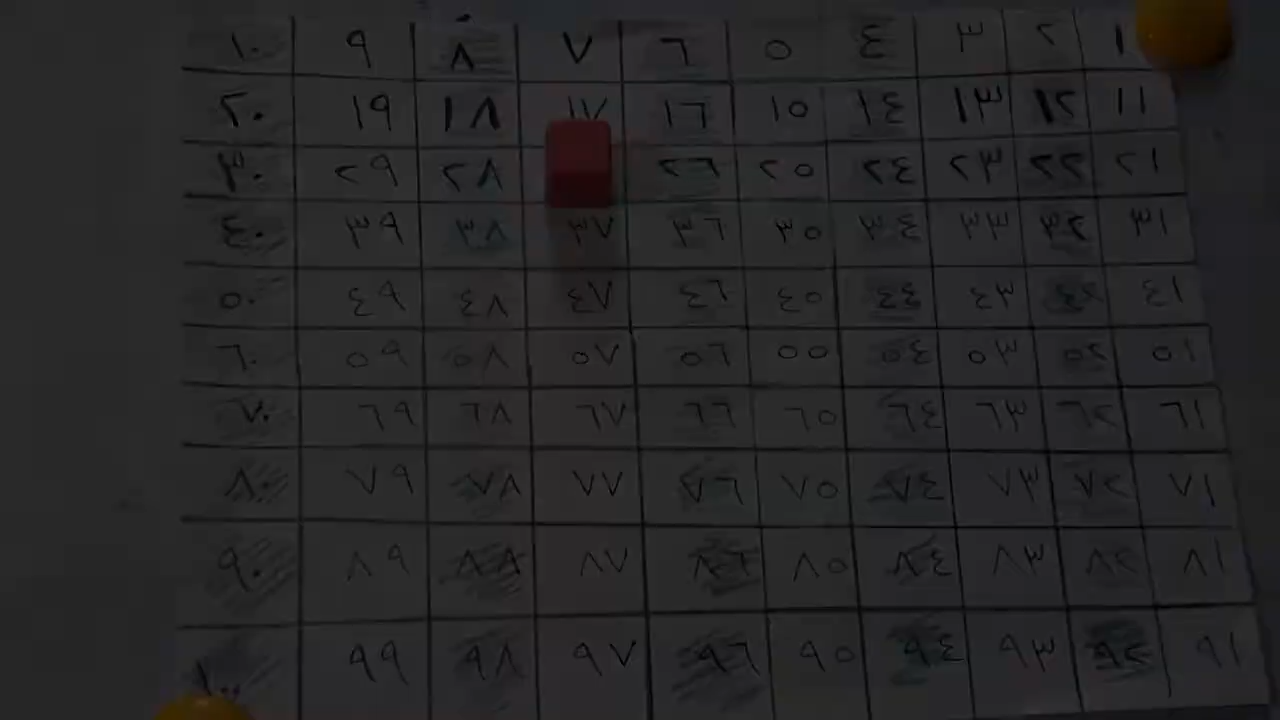 ١ ٢ ٣ ٤ ٥ ٦ ٧ ٨ ٩ ١٠
١١ ١٢ ١٣ ١٤ ١٥ ١٦ ١٧ ١٨ ١٩ ٢٠
٢١ ٢٢ ٢٣ ٢٤ ٢٥ ٢٦ ٢٨ ٢٩ ٣٠
٣١ ٣٢ ٣٣ ٣٤ ٣٥ ٣٦ ٣٧ ٣٨ ٣٩ ٤٠
٤١ ٤٢ ٤٣ ٤٤ ٤٥ ٤٦ ٤٧ ٤٨ ٤٩ ٥٠
٥١ ٥٢ ٥٣ ٥٤ ٥٥ ٥٦ ٥٧ ٥٨ ٥٩ ٦٠
٦١ ٦٢ ٦٣ ٦٤ ٦٥ ٦٦ ٦٧ ٦٨ ٦٩ ٧٠
٧١ ٧٢ ٧٣ ٧٤ ٧٥ ٧٦ ٧٧ ٧٨ ٧٩ ٨٠
٨١ ٨٢ ٨٣ ٨٤ ٨٥ ٨٦ ٨٧ ٨٨ ٨٩ ٩٠
٩١ ٩٢ ٩٣ ٩٤ ٩٥ ٩٦ ٩٧ ٩٨ ٩٩ ١٠٠